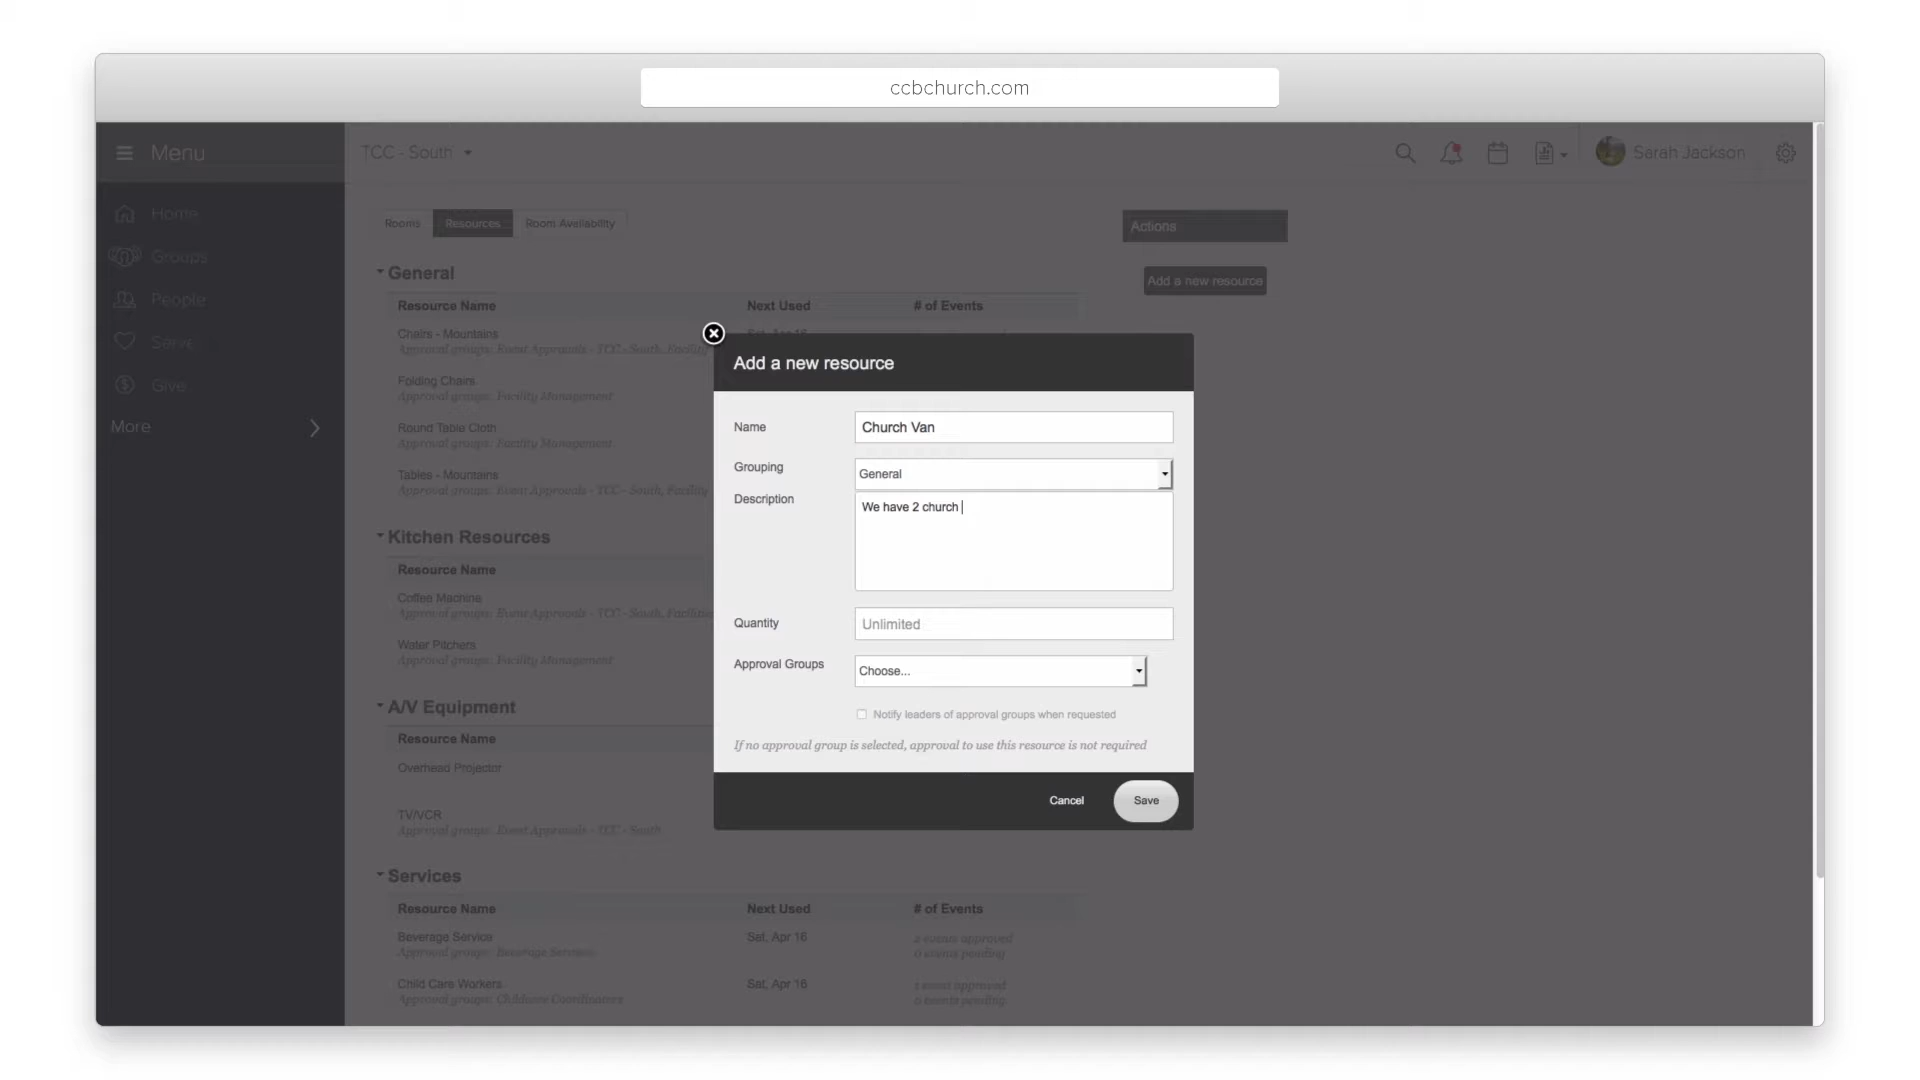 ccbchurch.com
Menu
TCC - South
Sarah Jackson
Home
Groups
People
Serve
Give
More
Rooms Resources Room Availability
Actions
Add a new resource
General
Resource Name Next Used # of Events
Chairs - Mountains Sat, Apr 16
Approval groups: Event Approvals - TCC - South, Facility
Folding Chairs
Approval groups: Facility Management
Round Table Cloth
Approval groups: Facility Management
Tables - Mountains
Approval groups: Event Approvals - TCC - South, Facility
Kitchen Resources
Resource Name
Coffee Machine
Approval groups: Event Approvals - TCC - South, Facilities
Water Pitchers
Approval groups: Facility Management
A/V Equipment
Resource Name
Overhead Projector
TV/VCR
Approval groups: Event Approvals - TCC - South
Services
Resource Name Next Used # of Events
Beverage Service Sat, Apr 16 2 events approved
Approval groups: Beverage Services 0 events pending
Child Care Workers Sat, Apr 16 1 event approved
Approval groups: Childcare Coordinators 0 events pending
Add a new resource
Name Church Van
Grouping General
Description We have 2 church
Quantity Unlimited
Approval Groups Choose...
Notify leaders of approval groups when requested
If no approval group is selected, approval to use this resource is not required
Cancel Save